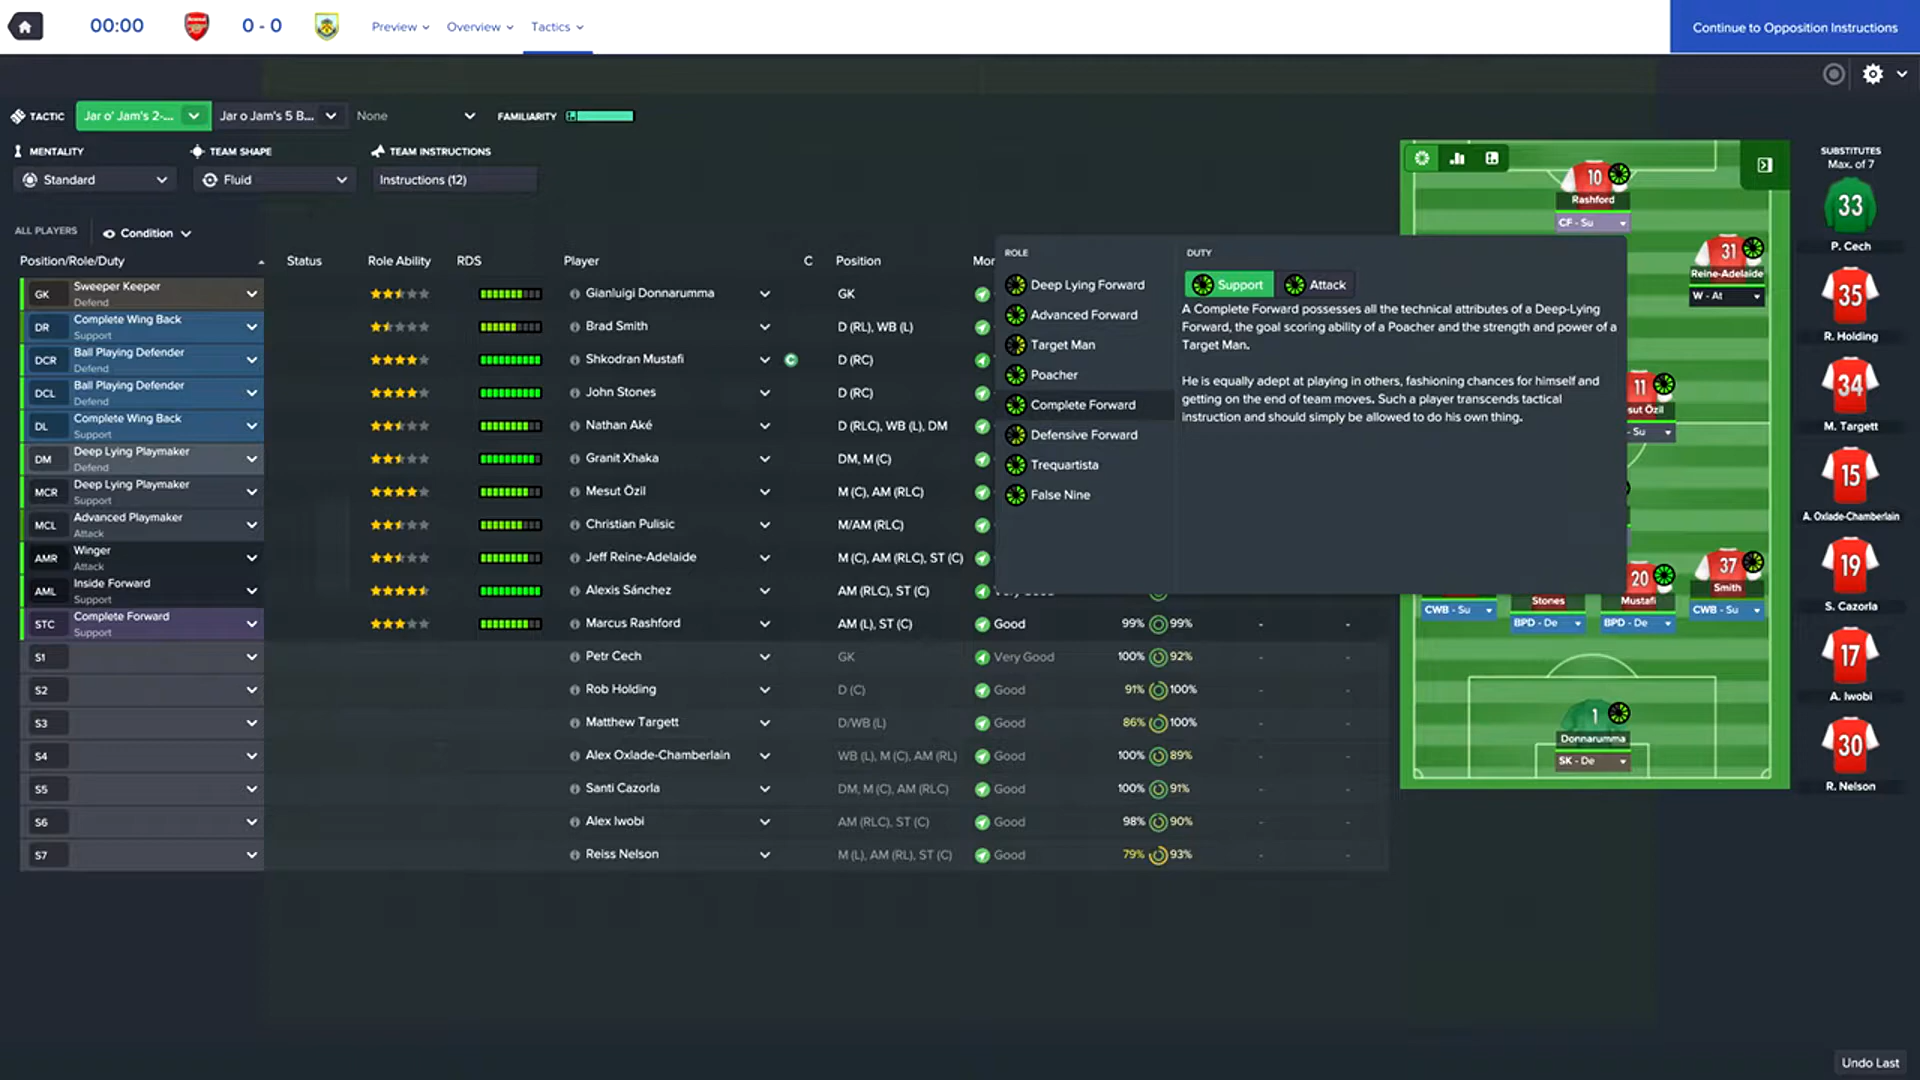 00:00
0 - 0
Preview
Overview
Tactics
Continue to Opposition Instructions
TACTIC
Jar o' Jam's 2-...
Jar o Jam's 5 B...
None
FAMILIARITY
MENTALITY
TEAM SHAPE
TEAM INSTRUCTIONS
Standard
Fluid
Instructions (12)
ALL PLAYERS
Condition
Position/Role/Duty
Status
Role Ability
RDS
Player
C
Position
Mor
GK
Sweeper Keeper
Defend
Gianluigi Donnarumma
GK
DR
Complete Wing Back
Support
Brad Smith
D (RL), WB (L)
DCR
Ball Playing Defender
Defend
Shkodran Mustafi
C
D (RC)
DCL
Ball Playing Defender
Defend
John Stones
D (RC)
DL
Complete Wing Back
Support
Nathan Aké
D (RLC), WB (L), DM
DM
Deep Lying Playmaker
Defend
Granit Xhaka
DM, M (C)
MCR
Deep Lying Playmaker
Support
Mesut Özil
M (C), AM (RLC)
MCL
Advanced Playmaker
Attack
Christian Pulisic
M/AM (RLC)
AMR
Winger
Attack
Jeff Reine-Adelaide
M (C), AM (RLC), ST (C)
AML
Inside Forward
Support
Alexis Sánchez
AM (RLC), ST (C)
STC
Complete Forward
Support
Marcus Rashford
AM (L), ST (C)
Good
99% 99% - -
S1
Petr Cech
GK
Very Good
100% 92% - -
S2
Rob Holding
D (C)
Good
91% 100% - -
S3
Matthew Targett
D/WB (L)
Good
86% 100% - -
S4
Alex Oxlade-Chamberlain
WB (L), M (C), AM (RL)
Good
100% 89% - -
S5
Santi Cazorla
DM, M (C), AM (RLC)
Good
100% 91% - -
S6
Alex Iwobi
AM (RLC), ST (C)
Good
98% 90% - -
S7
Reiss Nelson
M (L), AM (RL), ST (C)
Good
79% 93% - -
ROLE
Deep Lying Forward
Advanced Forward
Target Man
Poacher
Complete Forward
Defensive Forward
Trequartista
False Nine
DUTY
Support
Attack
A Complete Forward possesses all the technical attributes of a Deep-Lying
Forward, the goal scoring ability of a Poacher and the strength and power of a
Target Man.
He is equally adept at playing in others, fashioning chances for himself and
getting on the end of team moves. Such a player transcends tactical
instruction and should simply be allowed to do his own thing.
10
Rashford
CF - Su
31
Reine-Adelaide
W - At
11
sut Özil
- Su
20
37
Smith
Stones
Mustafi
CWB - Su
BPD - De
BPD - De
CWB - Su
1
Donnarumma
SK - De
SUBSTITUTES
Max. of 7
33
P. Cech
35
R. Holding
34
M. Targett
15
A. Oxlade-Chamberlain
19
S. Cazorla
17
A. Iwobi
30
R. Nelson
Undo Last